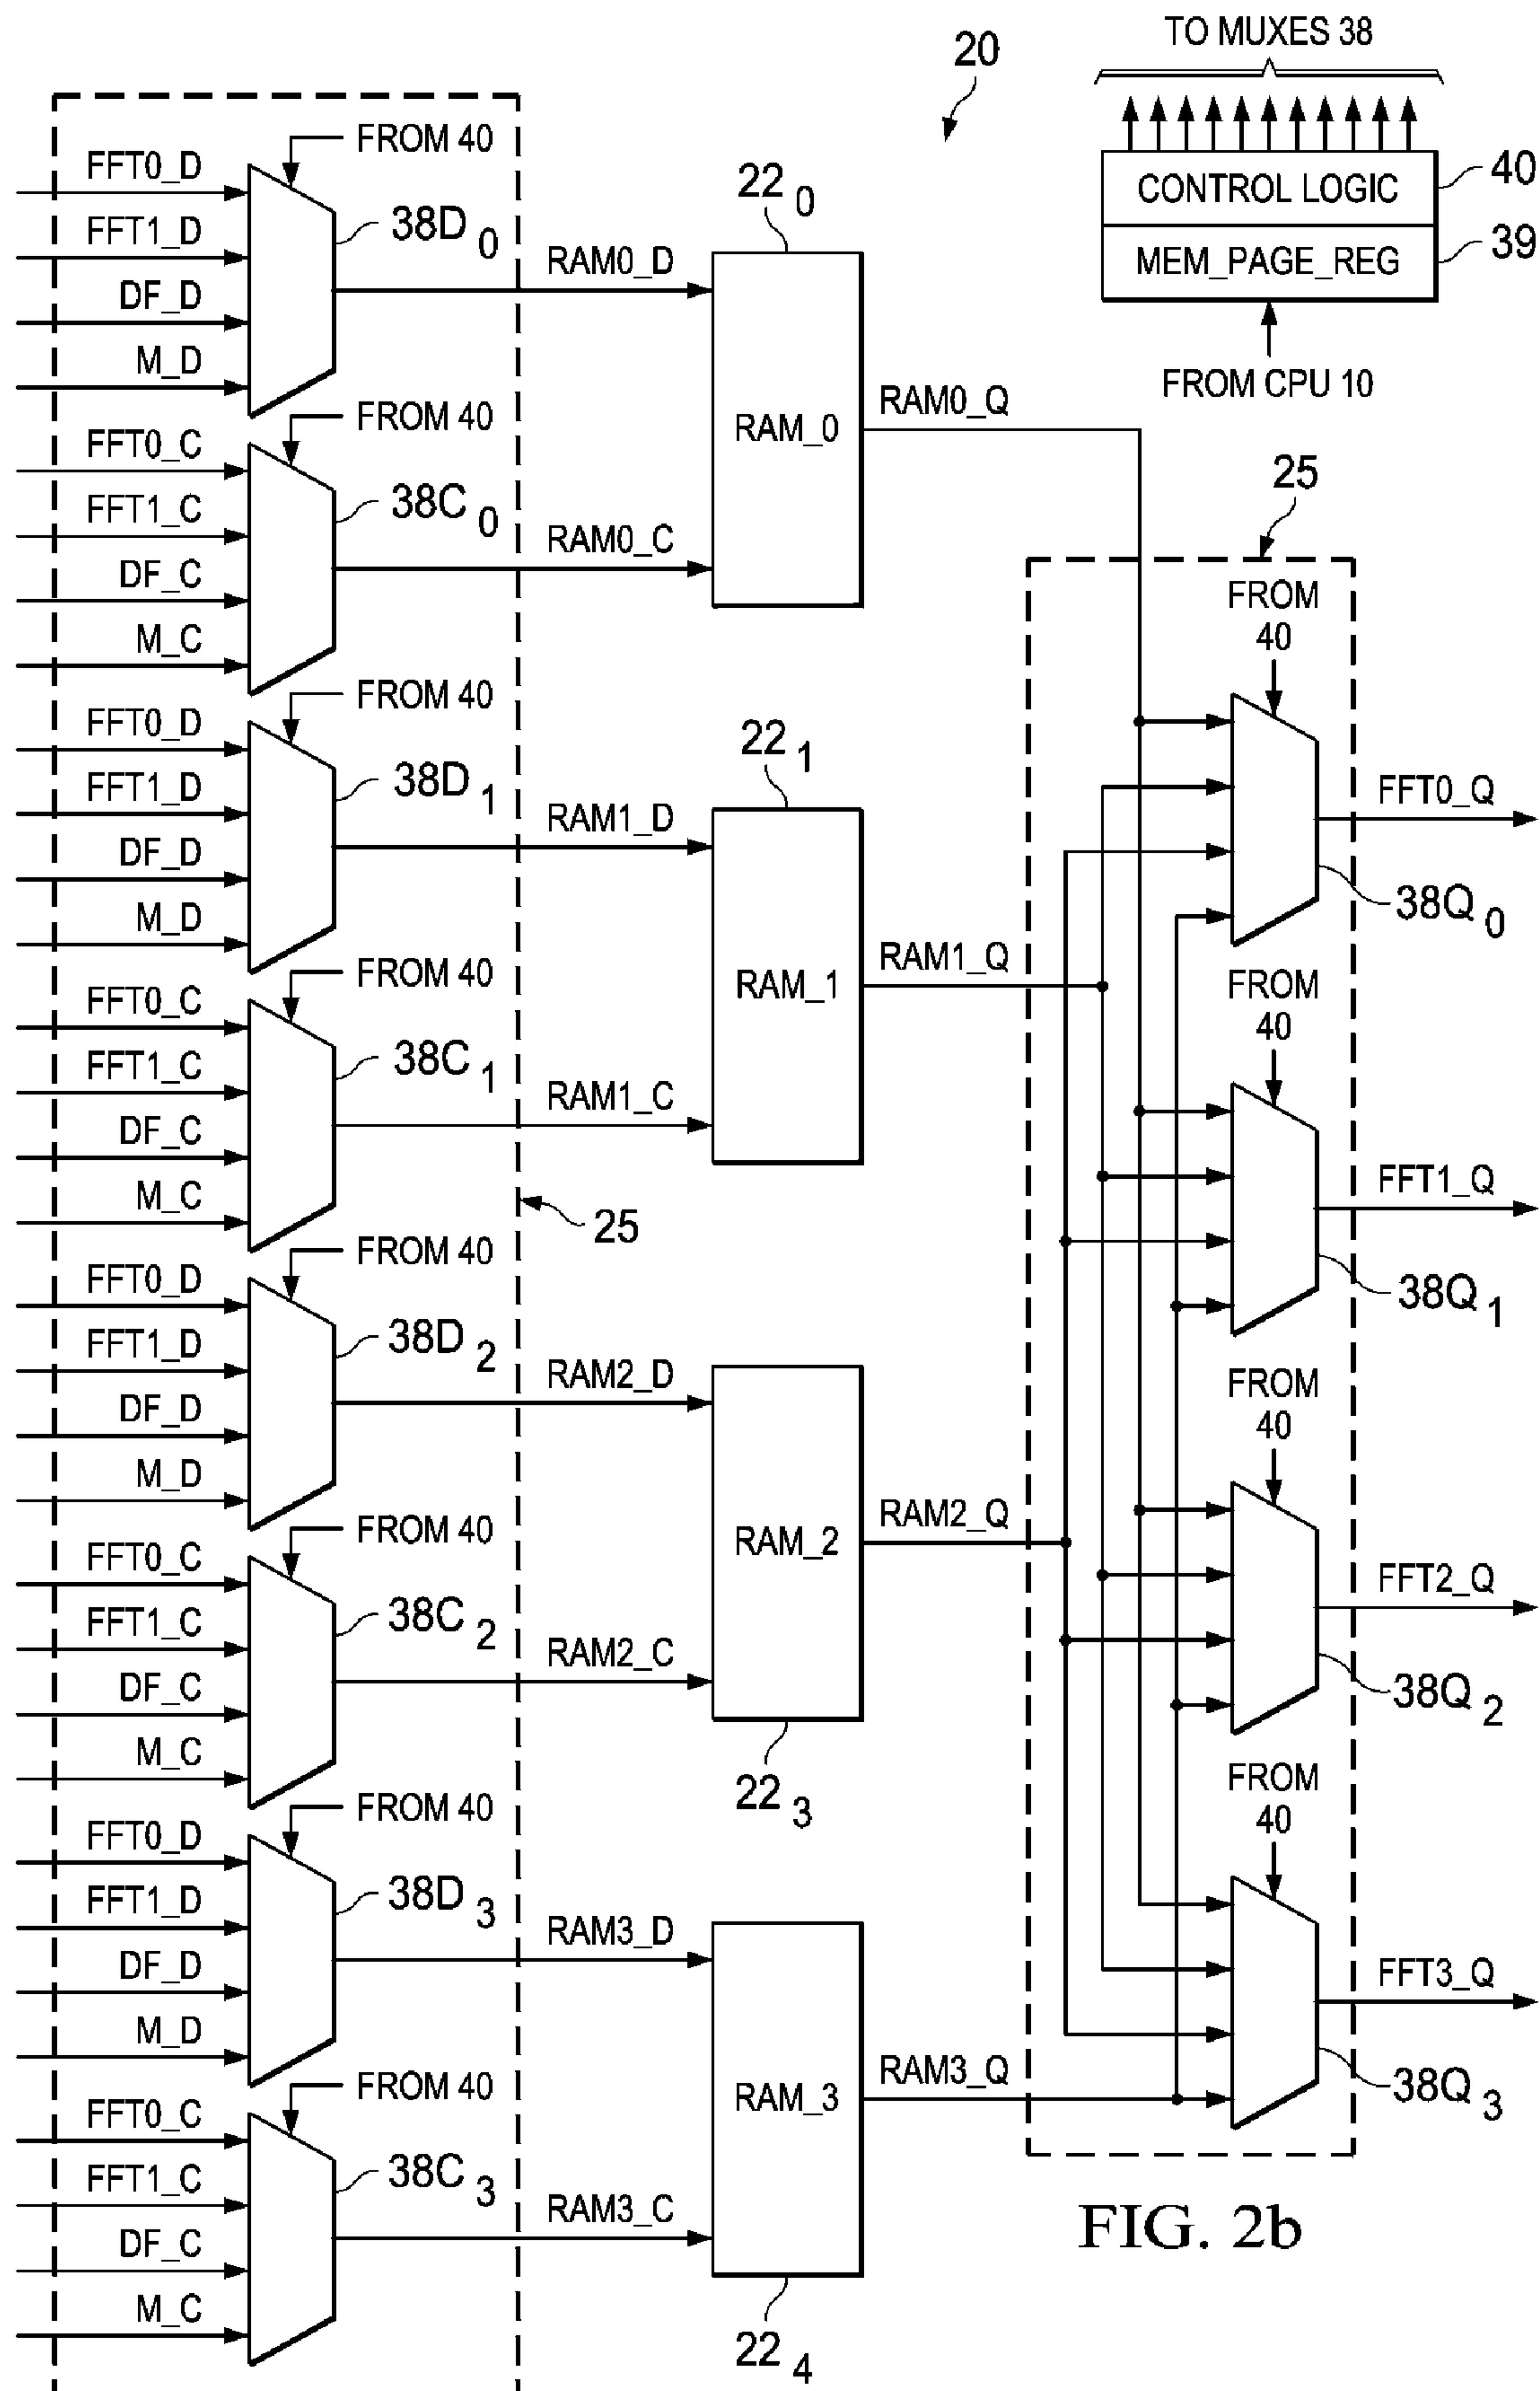 TO MUXES 38
20
CONTROL LOGIC
40
MEM_PAGE_REG
39
FROM CPU 10
FROM 40
FFT0_D
FFT1_D
DF_D
M_D
38D 0
RAM0_D
22 0
FROM 40
FFT0_C
FFT1_C
DF_C
M_C
38C 0
RAM0_C
RAM_0
RAM0_Q
FROM 40
FFT0_D
FFT1_D
DF_D
M_D
38D 1
RAM1_D
22 1
FROM 40
FFT0_C
FFT1_C
DF_C
M_C
38C 1
RAM1_C
RAM_1
RAM1_Q
25
FROM 40
FFT0_D
FFT1_D
DF_D
M_D
38D 2
RAM2_D
FROM 40
FFT0_C
FFT1_C
DF_C
M_C
38C 2
RAM2_C
RAM_2
RAM2_Q
22 3
FROM 40
FFT0_D
FFT1_D
DF_D
M_D
38D 3
RAM3_D
FROM 40
FFT0_C
FFT1_C
DF_C
M_C
38C 3
RAM3_C
RAM_3
RAM3_Q
22 4
25
FROM
40
FFT0_Q
38Q 0
FROM
40
FFT1_Q
38Q 1
FROM
40
FFT2_Q
38Q 2
FROM
40
FFT3_Q
38Q 3
FIG. 2b